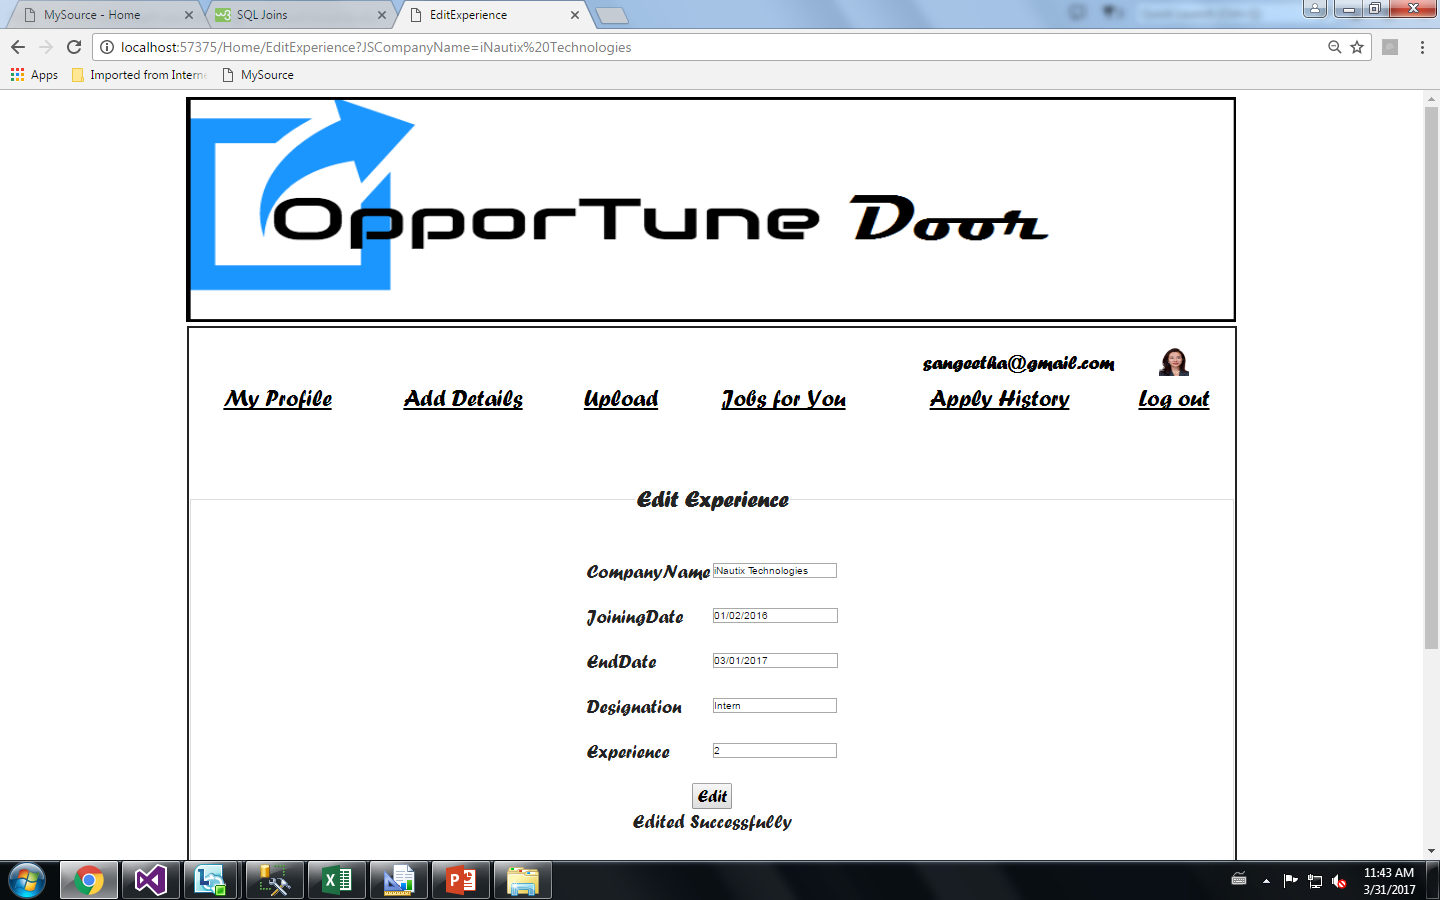 MySource - Home
SQL Joins
EditExperience
localhost:57375/Home/EditExperience?JSCompanyName=iNautix%20Technologies
Apps
Imported from Intern
MySource
OpporTune Door
sangeetha@gmail.com
My Profile
Add Details
Upload
Jobs for You
Apply History
Log out
Edit Experience
CompanyName iNautix Technologies
JoiningDate 01/02/2016
EndDate 03/01/2017
Designation Intern
Experience 2
Edit
Edited Successfully
11:43 AM
3/31/2017